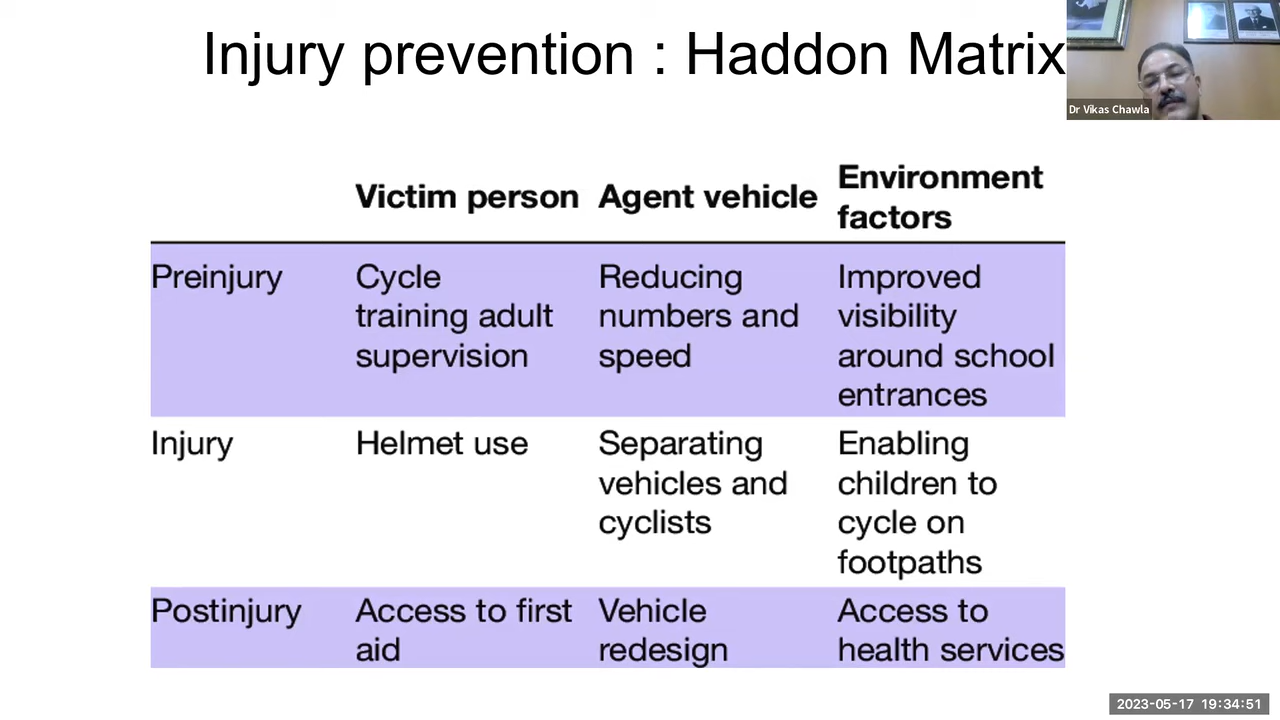 Injury prevention : Haddon Matrix
Dr Vikas Chawla
Victim person Agent vehicle Environment
factors
Preinjury Cycle Reducing Improved
training adult numbers and visibility
supervision speed around school
entrances
Injury Helmet use Separating Enabling
vehicles and children to
cyclists cycle on
footpaths
Postinjury Access to first Vehicle Access to
aid redesign health services
2023-05-17 19:34:51